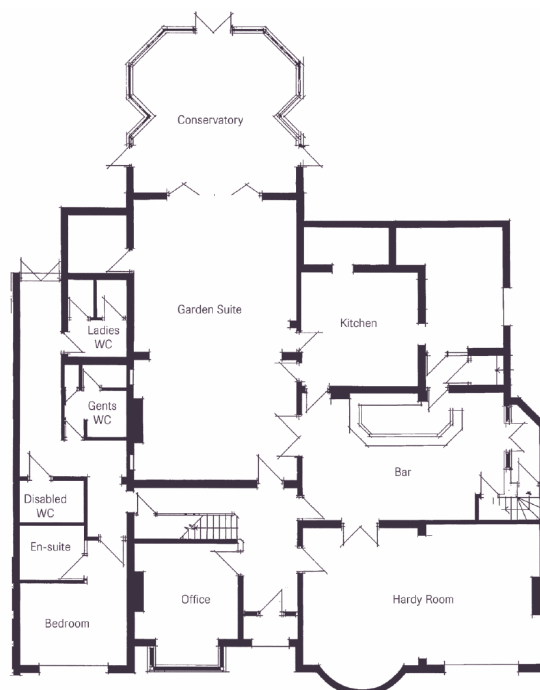 Conservatory
Garden Suite
Kitchen
Ladies
WC
Gents
WC
Bar
Disabled
WC
En-suite
Office
Hardy Room
Bedroom